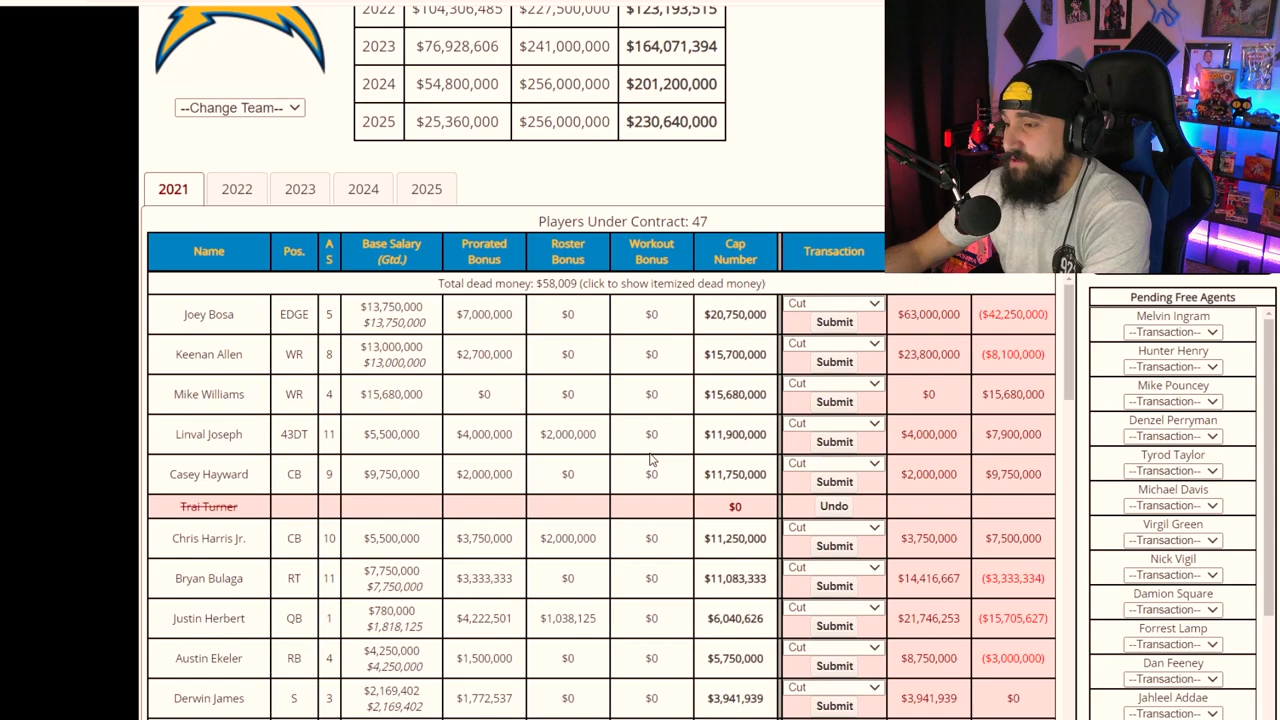 2022 $104,306,485 $227,500,000 $123,193,515
2023 $76,928,606 $241,000,000 $164,071,394
2024 $54,800,000 $256,000,000 $201,200,000
2025 $25,360,000 $256,000,000 $230,640,000
--Change Team--
2021 2022 2023 2024 2025
Players Under Contract: 47
Name Pos. A S Base Salary (Gtd.) Prorated Bonus Roster Bonus Workout Bonus Cap Number Transaction
Total dead money: $58,009 (click to show itemized dead money)
Joey Bosa EDGE 5 $13,750,000 $13,750,000 $7,000,000 $0 $0 $20,750,000 Cut Submit $63,000,000 ($42,250,000)
Keenan Allen WR 8 $13,000,000 $13,000,000 $2,700,000 $0 $0 $15,700,000 Cut Submit $23,800,000 ($8,100,000)
Mike Williams WR 4 $15,680,000 $0 $0 $0 $15,680,000 Cut Submit $0 $15,680,000
Linval Joseph 43DT 11 $5,500,000 $4,000,000 $2,000,000 $0 $11,900,000 Cut Submit $4,000,000 $7,900,000
Casey Hayward CB 9 $9,750,000 $2,000,000 $0 $0 $11,750,000 Cut Submit $2,000,000 $9,750,000
Trai Turner $0 Undo
Chris Harris Jr. CB 10 $5,500,000 $3,750,000 $2,000,000 $0 $11,250,000 Cut Submit $3,750,000 $7,500,000
Bryan Bulaga RT 11 $7,750,000 $7,750,000 $3,333,333 $0 $0 $11,083,333 Cut Submit $14,416,667 ($3,333,334)
Justin Herbert QB 1 $780,000 $1,818,125 $4,222,501 $1,038,125 $0 $6,040,626 Cut Submit $21,746,253 ($15,705,627)
Austin Ekeler RB 4 $4,250,000 $4,250,000 $1,500,000 $0 $0 $5,750,000 Cut Submit $8,750,000 ($3,000,000)
Derwin James S 3 $2,169,402 $2,169,402 $1,772,537 $0 $0 $3,941,939 Cut Submit $3,941,939 $0
Pending Free Agents
Melvin Ingram
--Transaction--
Hunter Henry
--Transaction--
Mike Pouncey
--Transaction--
Denzel Perryman
--Transaction--
Tyrod Taylor
--Transaction--
Michael Davis
--Transaction--
Virgil Green
--Transaction--
Nick Vigil
--Transaction--
Damion Square
--Transaction--
Forrest Lamp
--Transaction--
Dan Feeney
--Transaction--
Jahleel Addae
--Transaction--